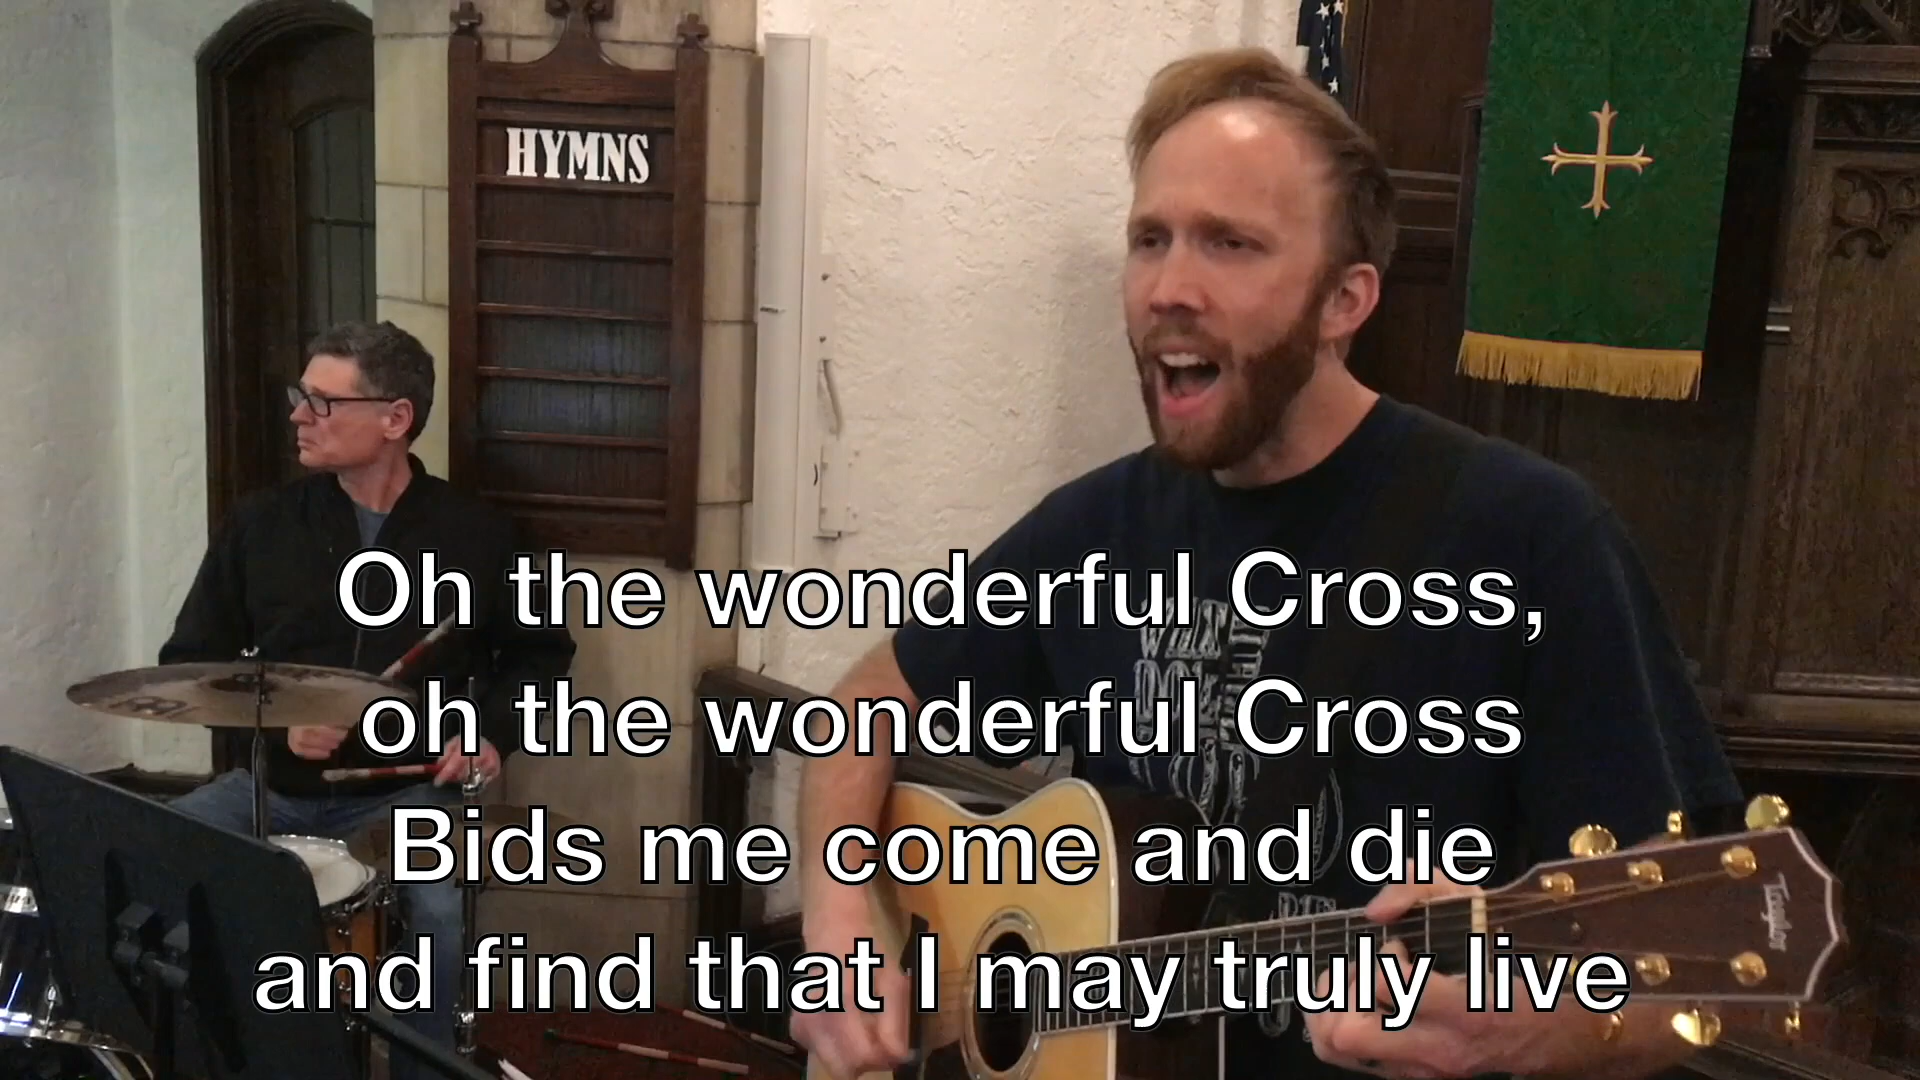 HYMNS
Oh the wonderful Cross,
oh the wonderful Cross
Bids me come and die
and find that I may truly live
Taylor